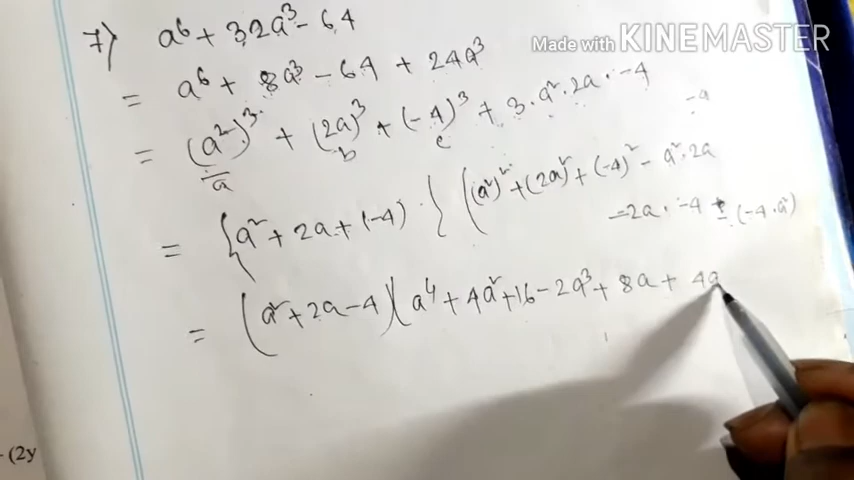 Made with KINEMASTER
7) a⁶ + 32a³ - 64
= a⁶ + 8a³ - 64 + 24a³
= (a²)³ + (2a)³ + (-4)³ + 3·a²·2a·-4
a b c
= {a² + 2a + (-4)} {(a²)² + (2a)² + (-4)² - a²·2a
-2a·-4 - (-4·a²)
= (a² + 2a - 4)(a⁴ + 4a² + 16 - 2a³ + 8a + 4a
-(2y